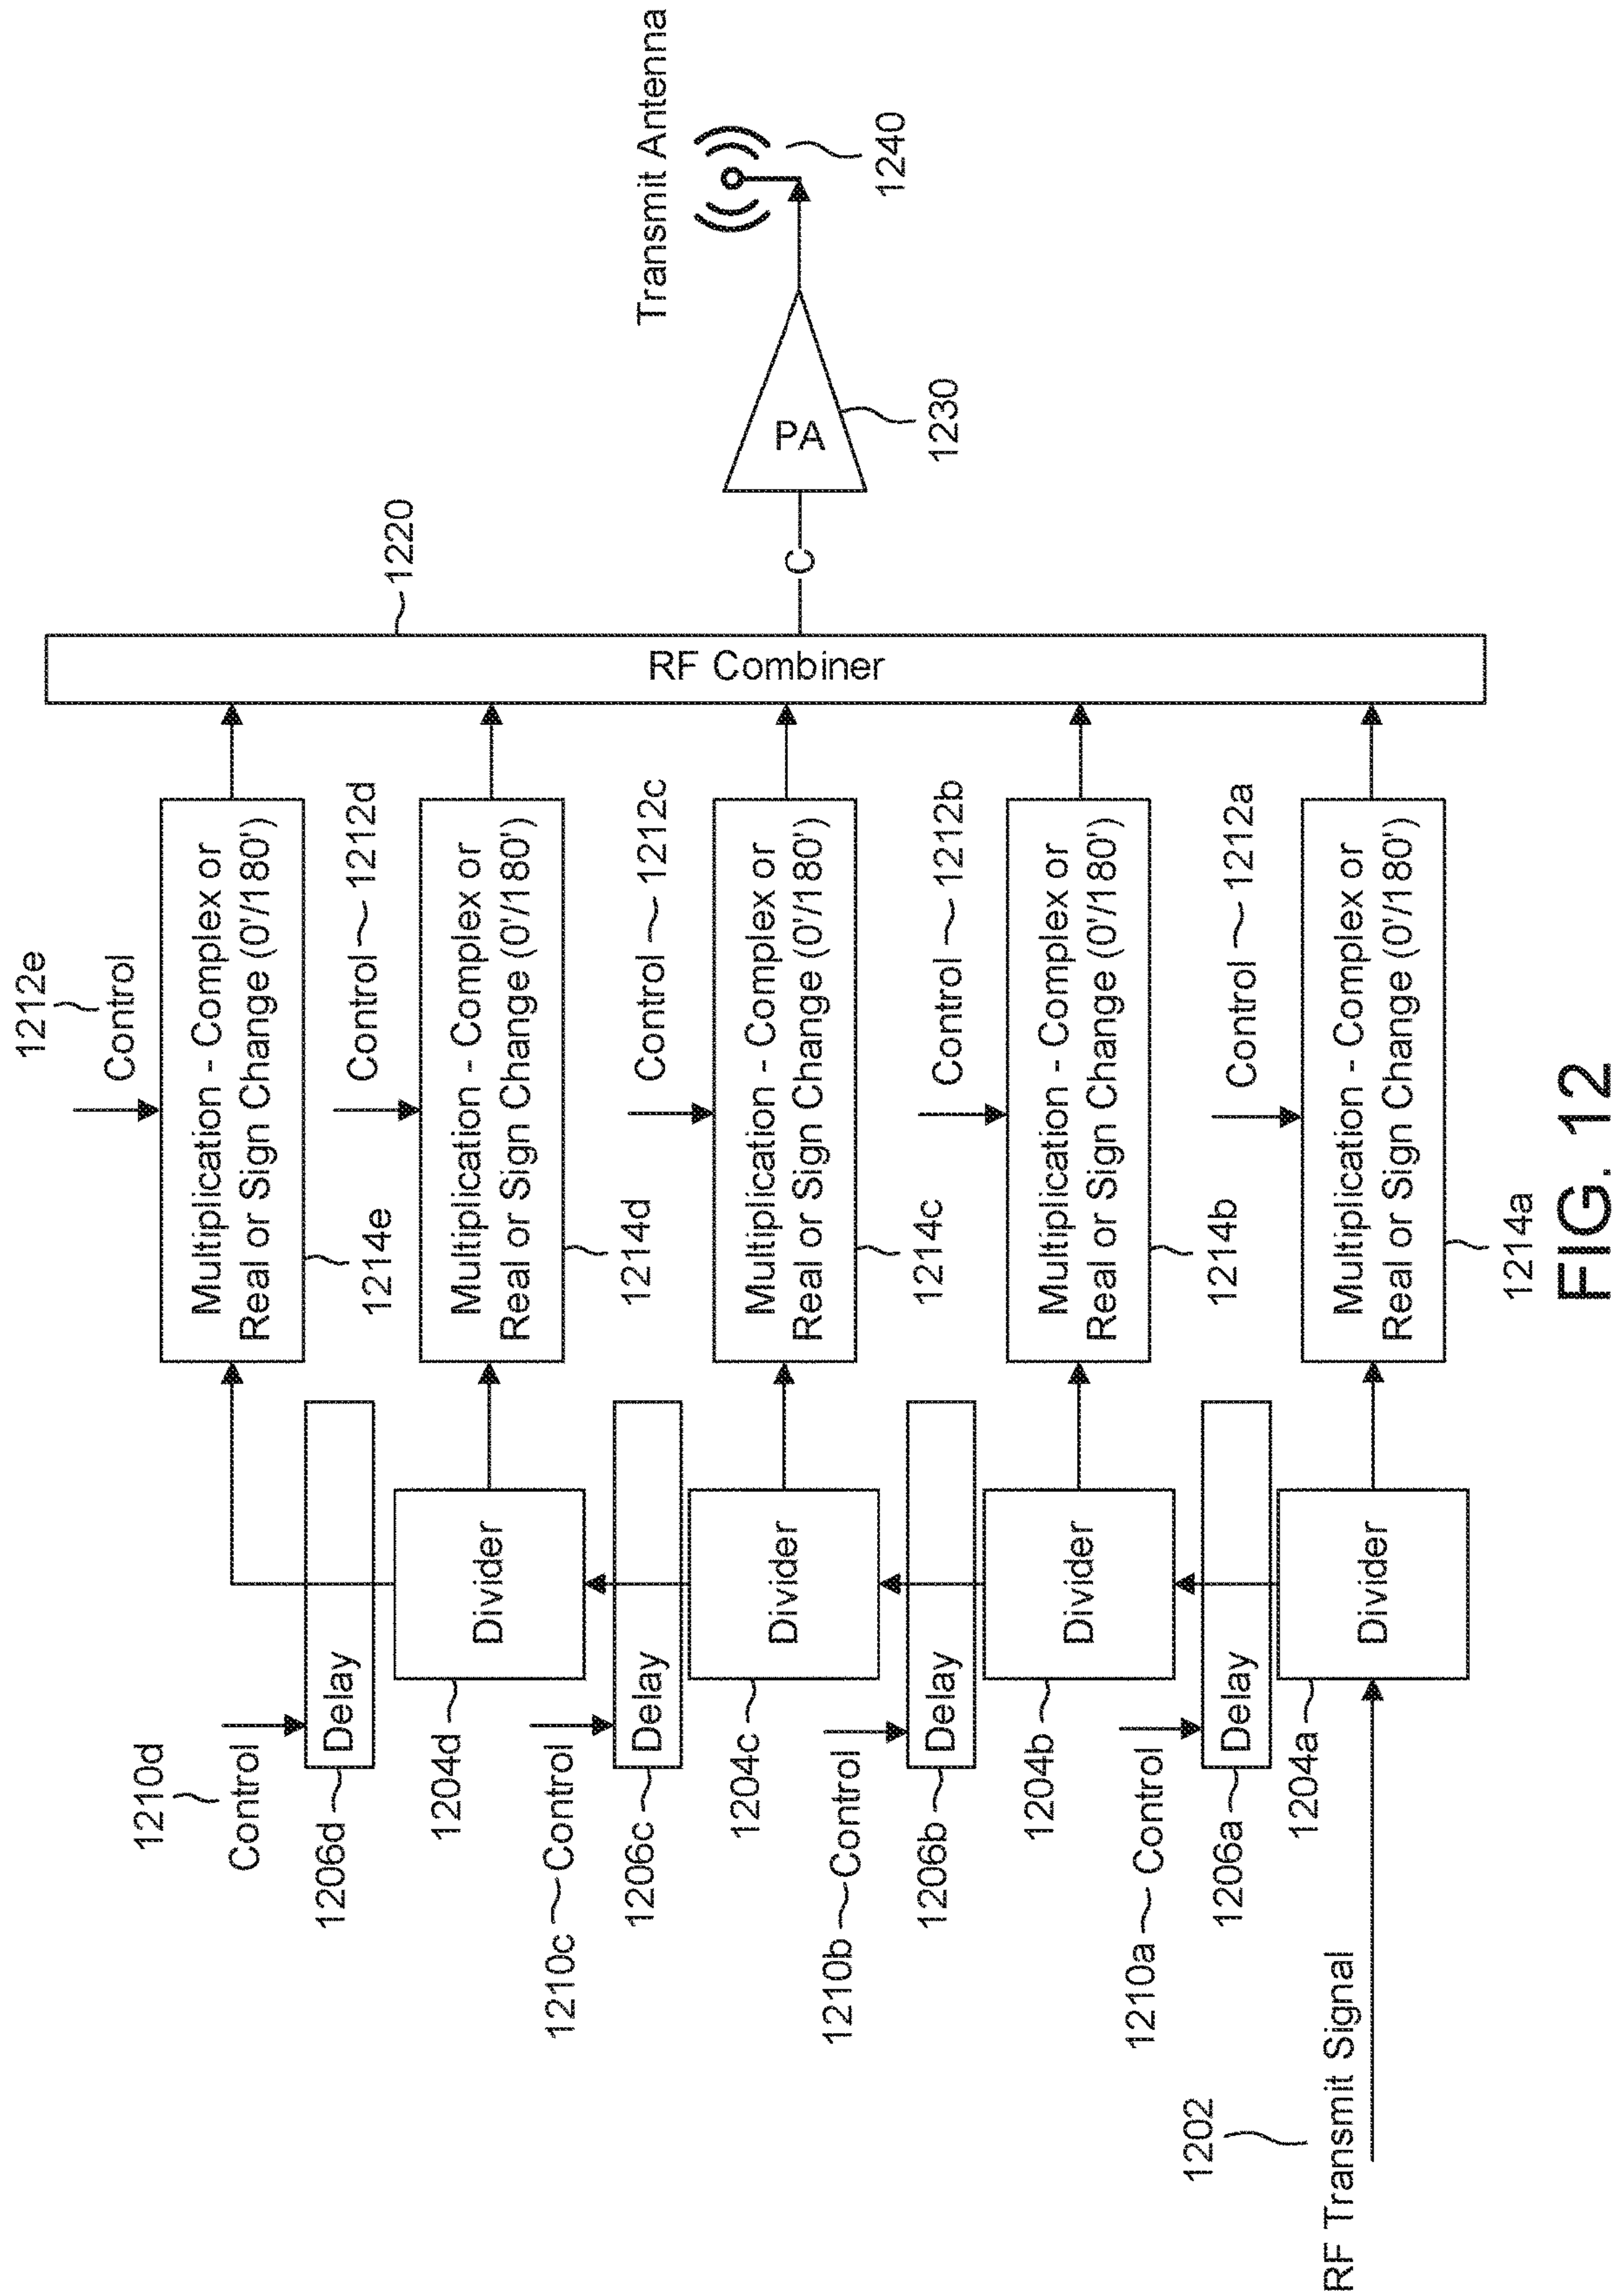 1212e
Control
Multiplication - Complex or
Real or Sign Change (0'/180')
1214e
1210d
Control
Delay
1206d
Control 1212d
Multiplication - Complex or
Real or Sign Change (0'/180')
1214d
Divider
1204d
1210c Control
Delay
1206c
Control 1212c
Multiplication - Complex or
Real or Sign Change (0'/180')
1214c
Divider
1204c
1210b Control
Delay
1206b
Control 1212b
Multiplication - Complex or
Real or Sign Change (0'/180')
1214b
Divider
1204b
1210a Control
Delay
1206a
Control 1212a
Multiplication - Complex or
Real or Sign Change (0'/180')
1214a
Divider
1204a
1202
RF Transmit Signal
RF Combiner
1220
C
PA
1230
Transmit Antenna
1240
FIG. 12